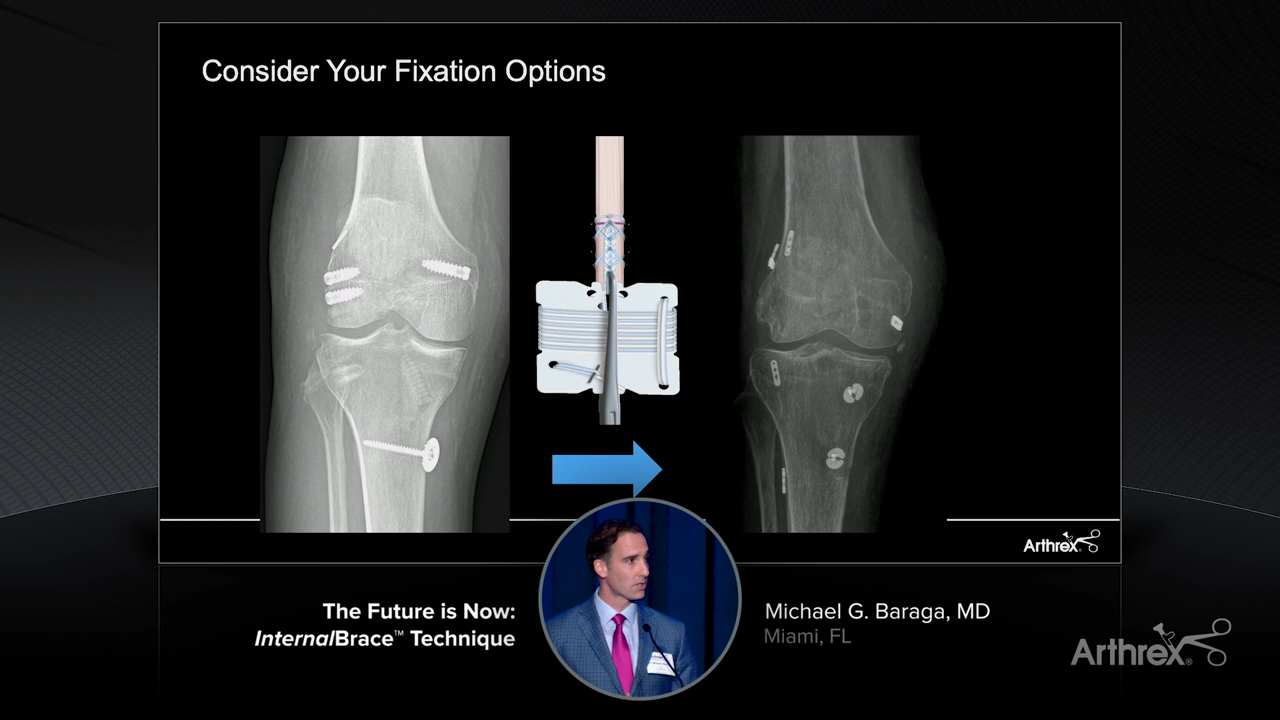 Consider Your Fixation Options
Arthrex®
The Future is Now:
InternalBrace™ Technique
Michael G. Baraga, MD
Miami, FL
Arthrex®